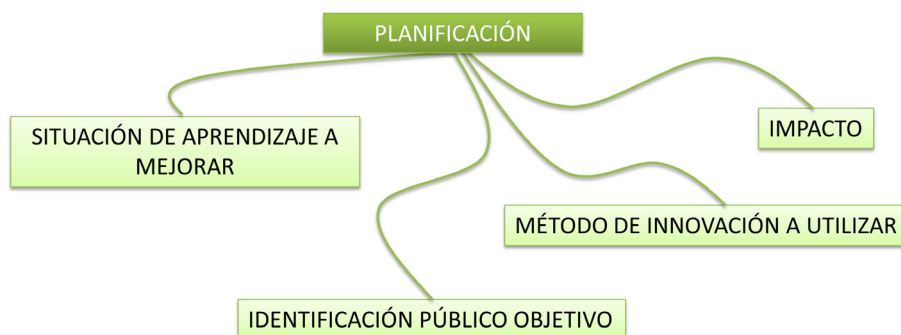 PLANIFICACIÓN
SITUACIÓN DE APRENDIZAJE A
MEJORAR
IMPACTO
MÉTODO DE INNOVACIÓN A UTILIZAR
IDENTIFICACIÓN PÚBLICO OBJETIVO